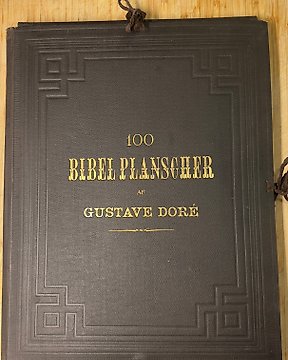 100
BIBEL PLANSCHER
AF
GUSTAVE DORÉ